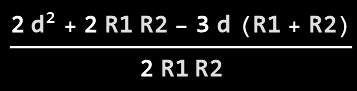 2 d² + 2 R1 R2 – 3 d (R1 + R2)
2 R1 R2